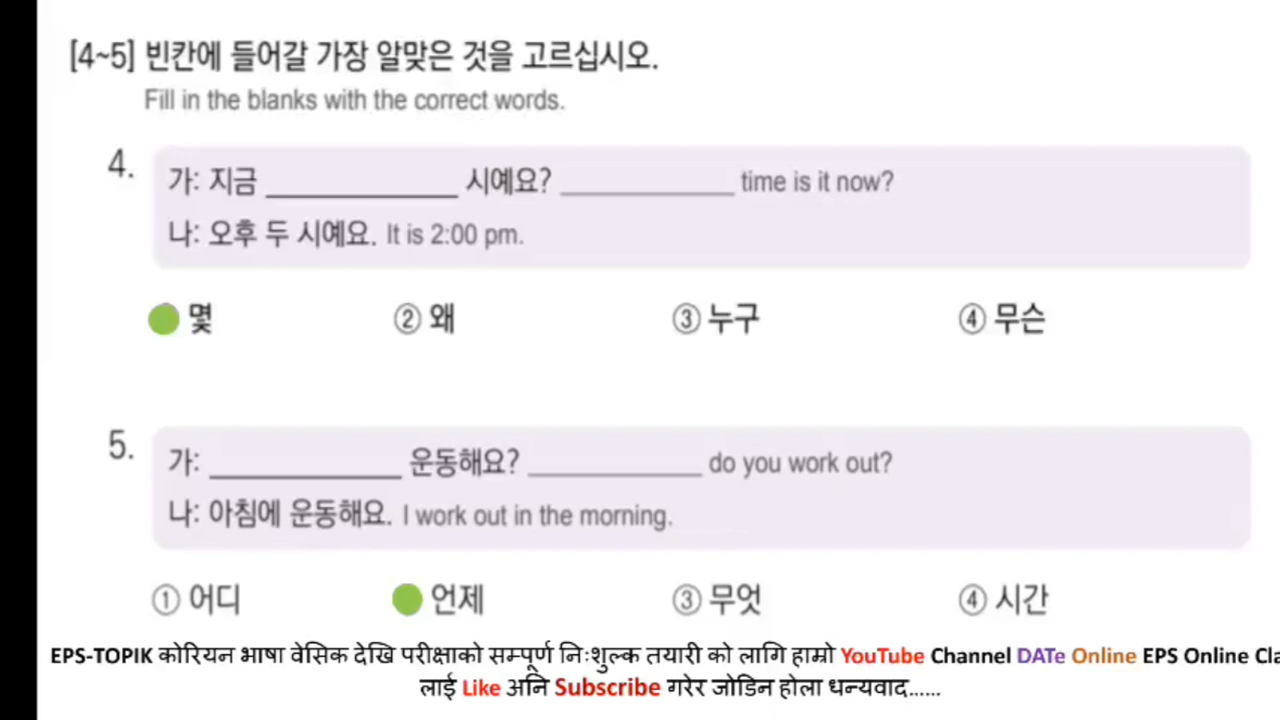 [4~5] 빈칸에 들어갈 가장 알맞은 것을 고르십시오.
Fill in the blanks with the correct words.
4.
가: 지금 ____________ 시예요? ____________ time is it now?
나: 오후 두 시예요. It is 2:00 pm.
몇 ② 왜 ③ 누구 ④ 무슨
5.
가: ____________ 운동해요? ____________ do you work out?
나: 아침에 운동해요. I work out in the morning.
① 어디 언제 ③ 무엇 ④ 시간
EPS-TOPIK कोरियन भाषा वेसिक देखि परीक्षाको सम्पूर्ण निःशुल्क तयारी को लागि हाम्रो YouTube Channel DATe Online EPS Online Cla
लाई Like अनि Subscribe गरेर जोडिन होला धन्यवाद......